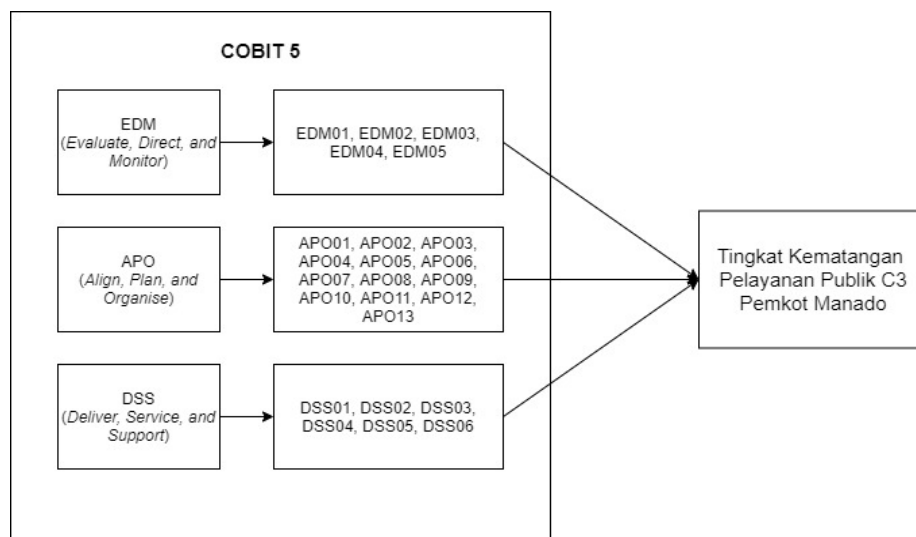 COBIT 5
EDM
(Evaluate, Direct, and
Monitor)
EDM01, EDM02, EDM03,
EDM04, EDM05
APO
(Align, Plan, and
Organise)
APO01, APO02, APO03,
APO04, APO05, APO06,
APO07, APO08, APO09,
APO10, APO11, APO12,
APO13
DSS
(Deliver, Service, and
Support)
DSS01, DSS02, DSS03,
DSS04, DSS05, DSS06
Tingkat Kematangan
Pelayanan Publik C3
Pemkot Manado